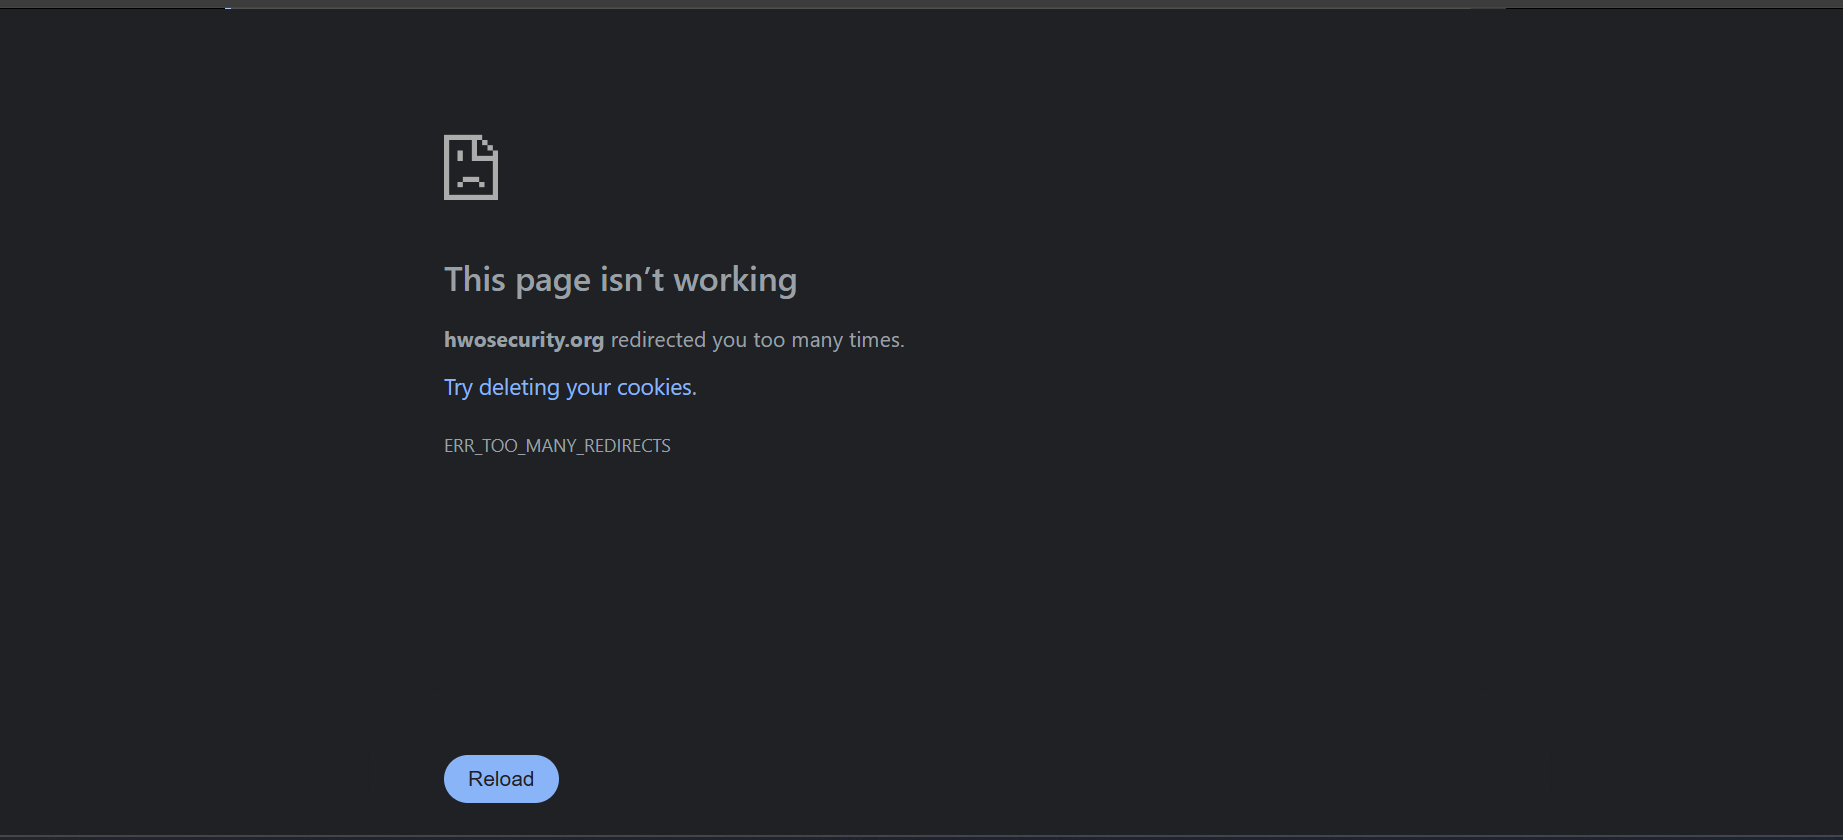 This page isn’t working
hwosecurity.org redirected you too many times.
Try deleting your cookies.
ERR_TOO_MANY_REDIRECTS
Reload